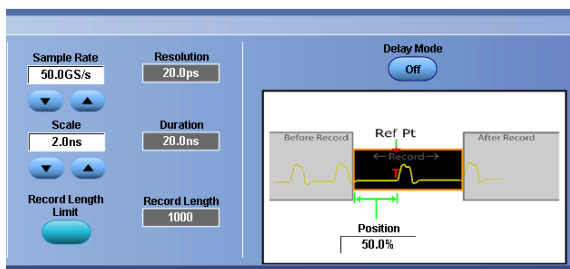 Sample Rate
50.0GS/s
Scale
2.0ns
Record Length
Limit
Resolution
20.0ps
Duration
20.0ns
Record Length
1000
Delay Mode
Off
Before Record
Ref Pt
After Record
←Record→
T
Position
50.0%